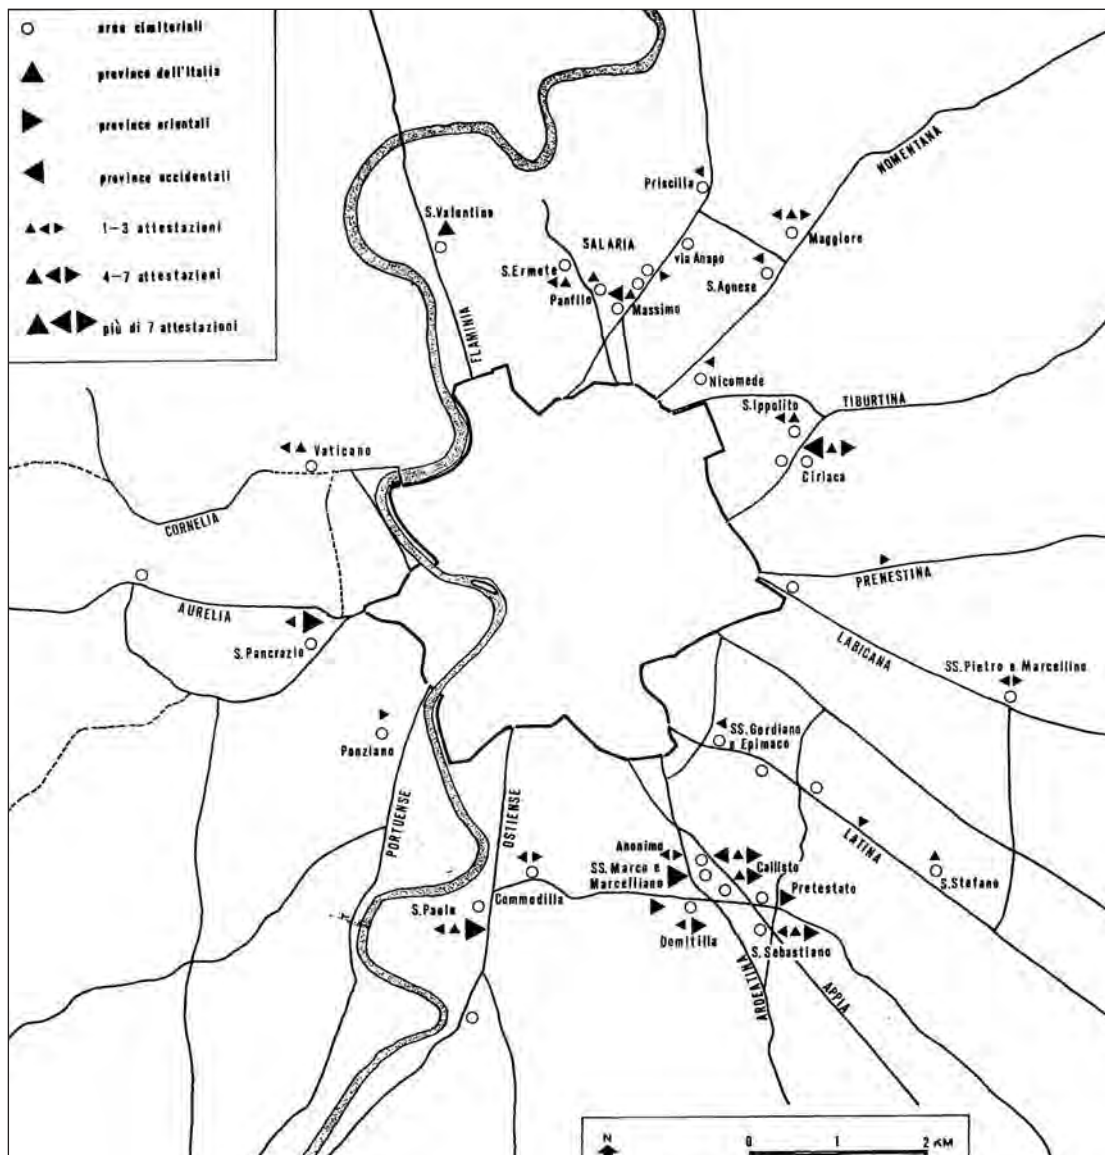 aree cimiteriali
province dell'Italia
province orientali
province occidentali
1-3 attestazioni
4-7 attestazioni
più di 7 attestazioni
NOMENTANA
Priscilla
S.Valentino
SALARIA
via Anapo
Maggiore
S.Ermete
S.Agnese
Panfilo
Massimo
FLAMINIA
Nicomede
S.Ippolito
TIBURTINA
Vaticano
Ciriaca
CORNELIA
PRENESTINA
AURELIA
LABICANA
S.Pancrazio
SS.Pietro e Marcellino
SS.Gordiano
e Epimaco
Ponziano
PORTUENSE
OSTIENSE
LATINA
Anonima
Callisto
SS.Marco e
Marcelliano
S.Stefano
Pretestato
Commodilla
S.Paolo
Domitilla
S.Sebastiano
ARDEATINA
APPIA
N
0 1 2 KM